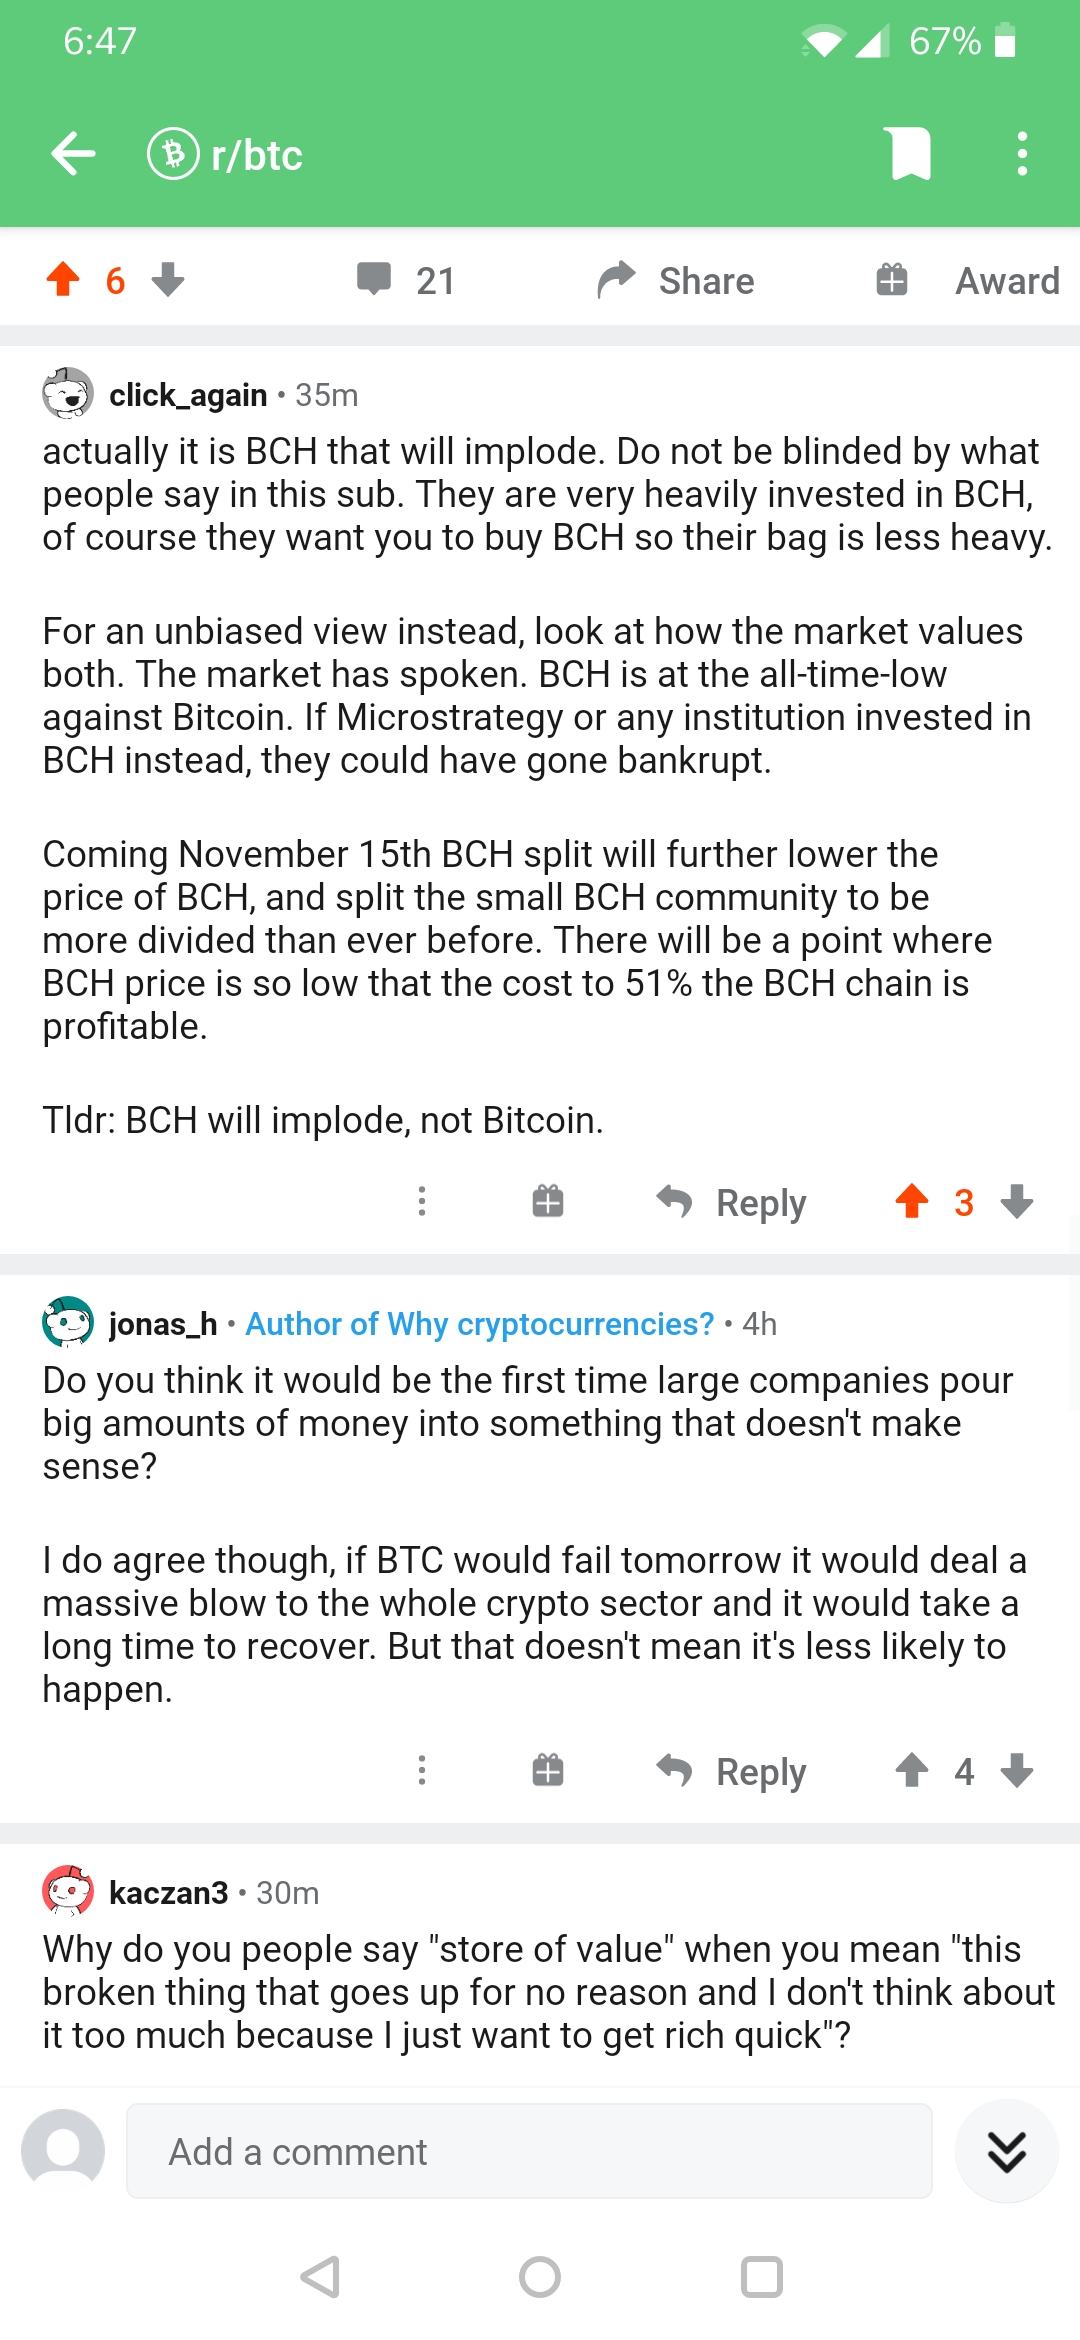 6:47
67%
r/btc
6
21
Share
Award
click_again • 35m
actually it is BCH that will implode. Do not be blinded by what
people say in this sub. They are very heavily invested in BCH,
of course they want you to buy BCH so their bag is less heavy.
For an unbiased view instead, look at how the market values
both. The market has spoken. BCH is at the all-time-low
against Bitcoin. If Microstrategy or any institution invested in
BCH instead, they could have gone bankrupt.
Coming November 15th BCH split will further lower the
price of BCH, and split the small BCH community to be
more divided than ever before. There will be a point where
BCH price is so low that the cost to 51% the BCH chain is
profitable.
Tldr: BCH will implode, not Bitcoin.
Reply
3
jonas_h • Author of Why cryptocurrencies? • 4h
Do you think it would be the first time large companies pour
big amounts of money into something that doesn't make
sense?
I do agree though, if BTC would fail tomorrow it would deal a
massive blow to the whole crypto sector and it would take a
long time to recover. But that doesn't mean it's less likely to
happen.
Reply
4
kaczan3 • 30m
Why do you people say "store of value" when you mean "this
broken thing that goes up for no reason and I don't think about
it too much because I just want to get rich quick"?
Add a comment